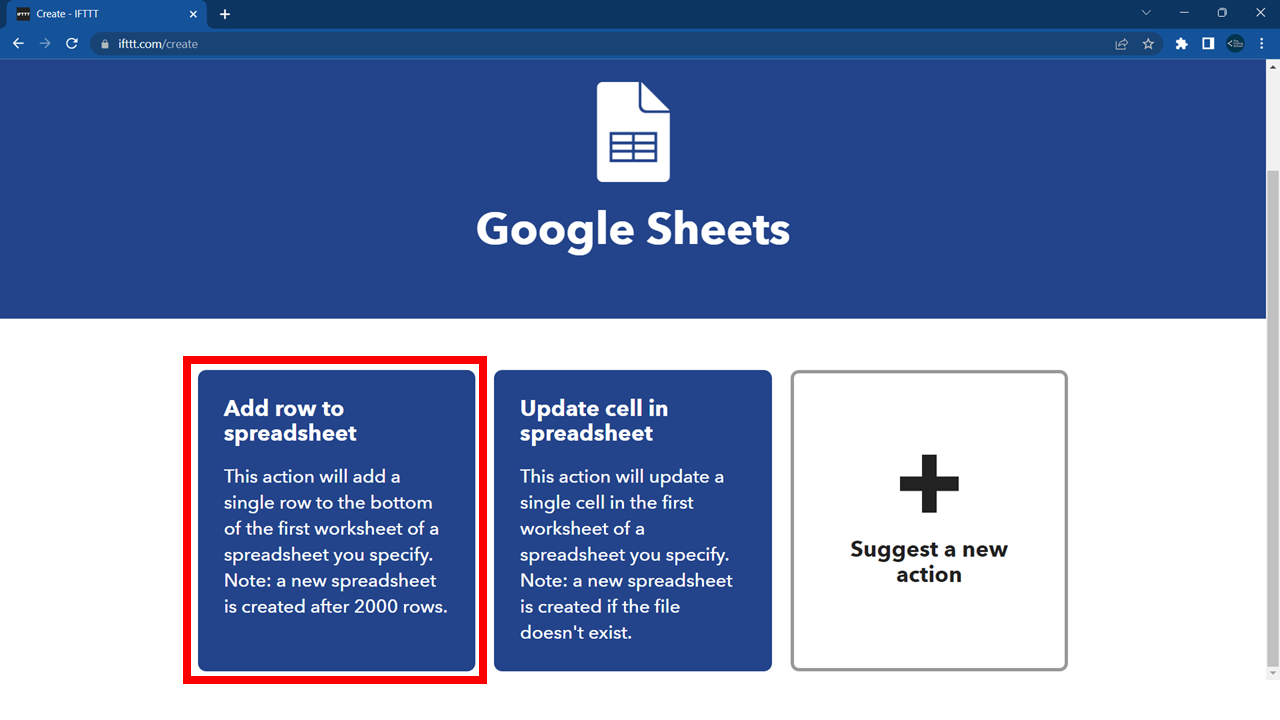 Create - IFTTT
ifttt.com/create
Google Sheets
Add row to
spreadsheet
This action will add a
single row to the bottom
of the first worksheet of a
spreadsheet you specify.
Note: a new spreadsheet
is created after 2000 rows.
Update cell in
spreadsheet
This action will update a
single cell in the first
worksheet of a
spreadsheet you specify.
Note: a new spreadsheet
is created if the file
doesn't exist.
Suggest a new
action